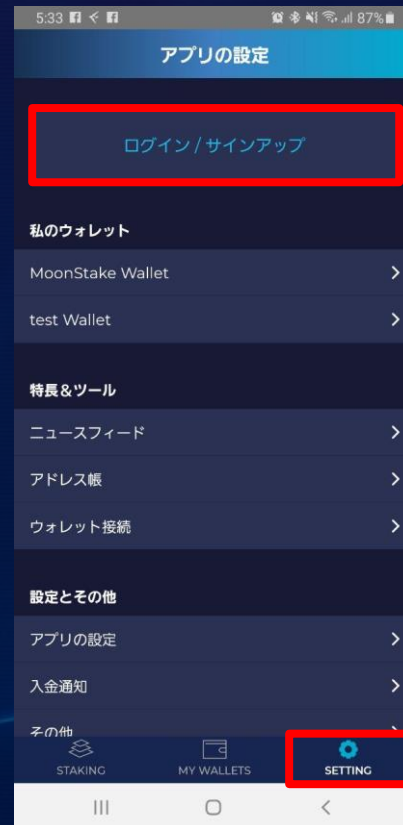 5:33 87%
アプリの設定
ログイン / サインアップ
私のウォレット
MoonStake Wallet
test Wallet
特長&ツール
ニュースフィード
アドレス帳
ウォレット接続
設定とその他
アプリの設定
入金通知
その他
STAKING MY WALLETS SETTING